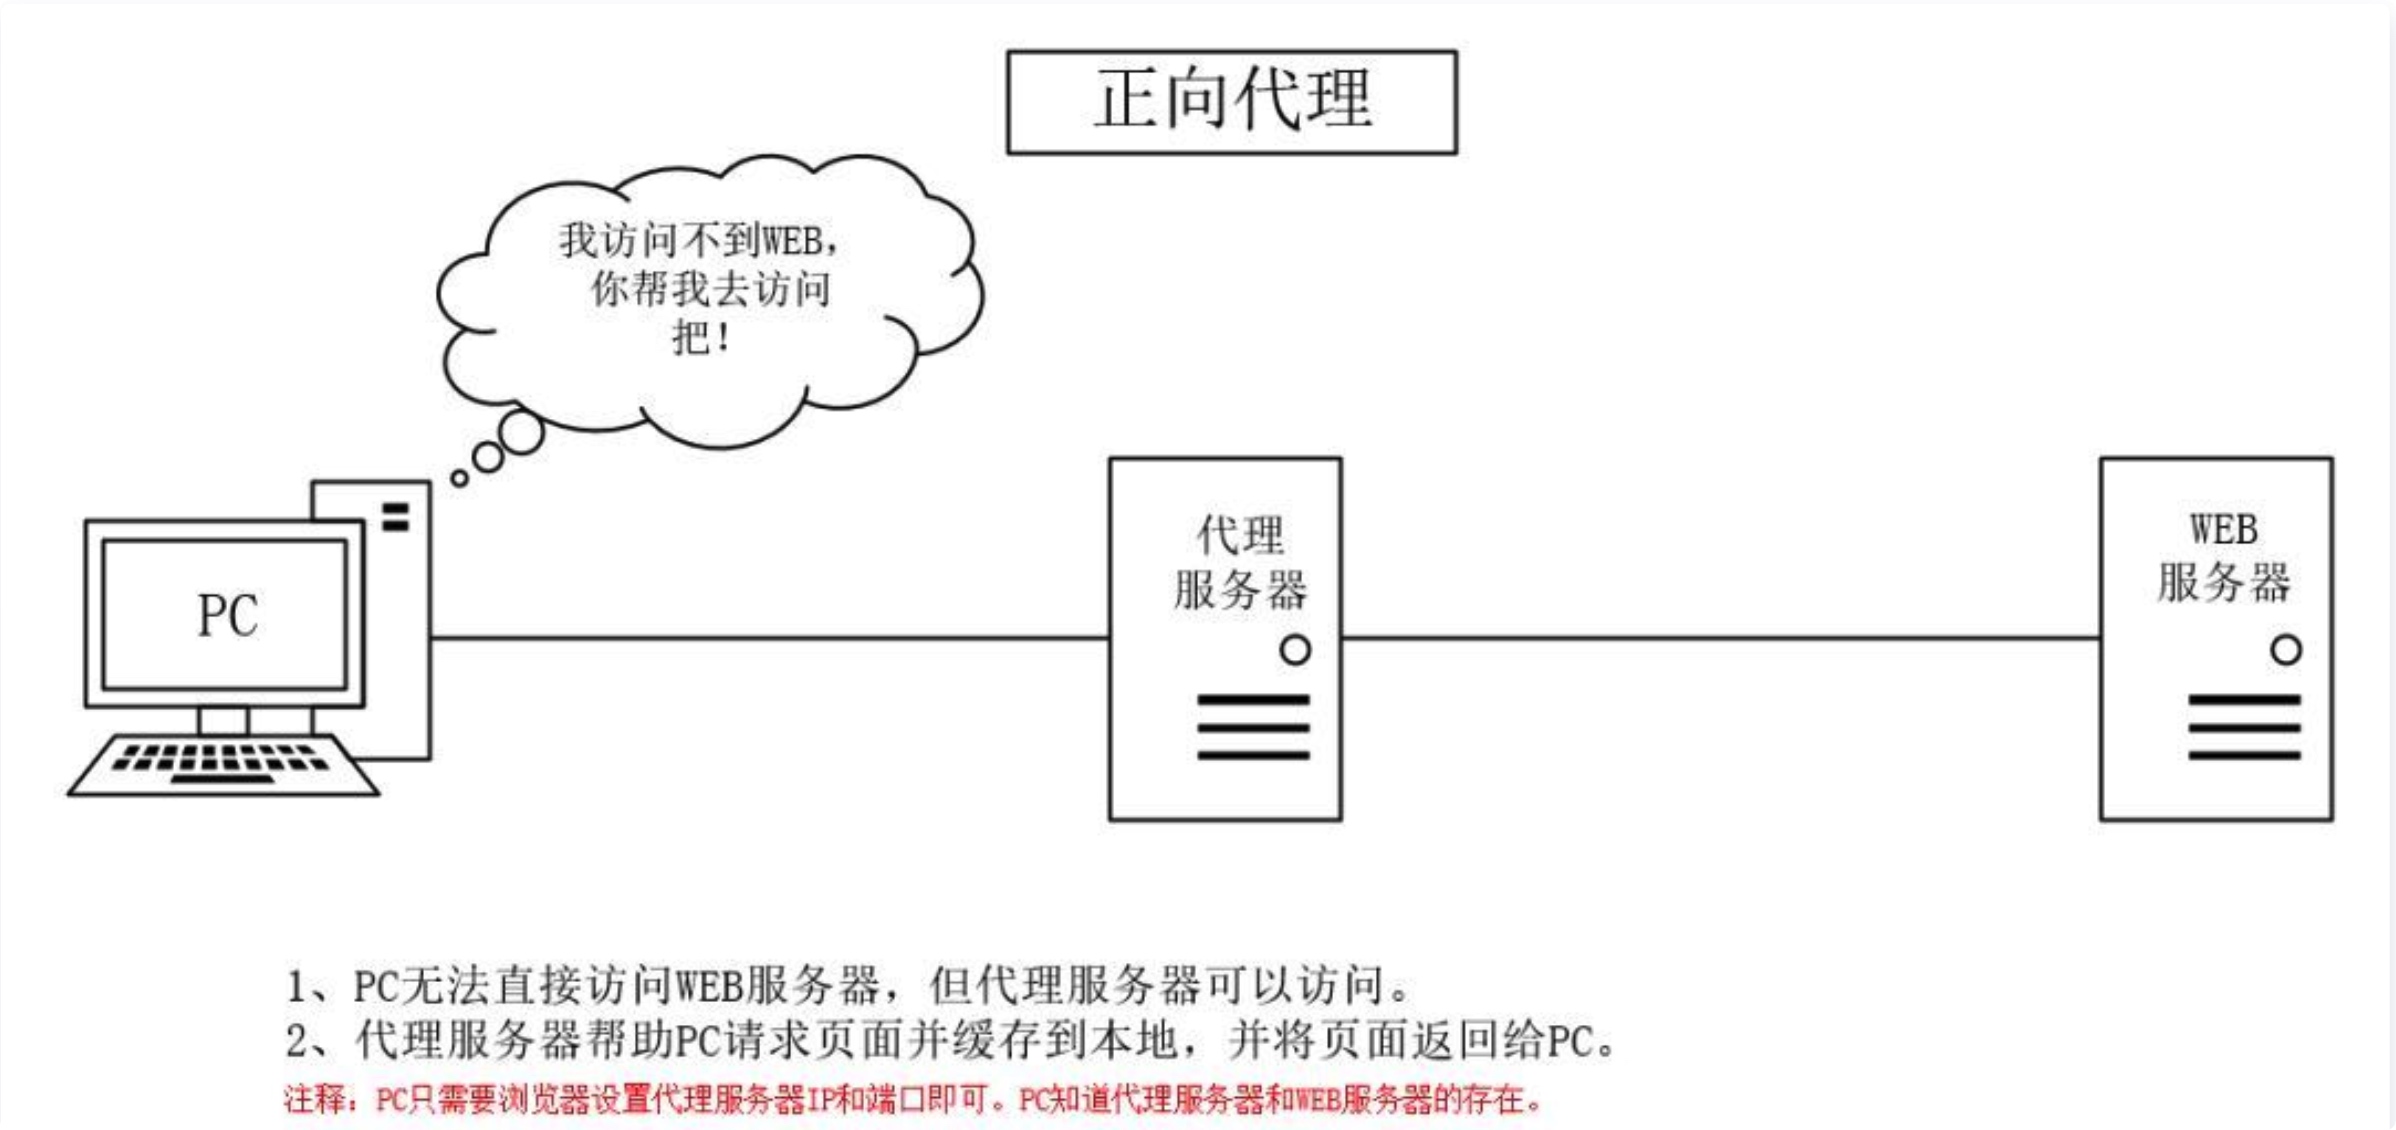 正向代理
我访问不到WEB，
你帮我去访问
把！
PC
代理
服务器
WEB
服务器
1、PC无法直接访问WEB服务器，但代理服务器可以访问。
2、代理服务器帮助PC请求页面并缓存到本地，并将页面返回给PC。
注释：PC只需要浏览器设置代理服务器IP和端口即可。PC知道代理服务器和WEB服务器的存在。